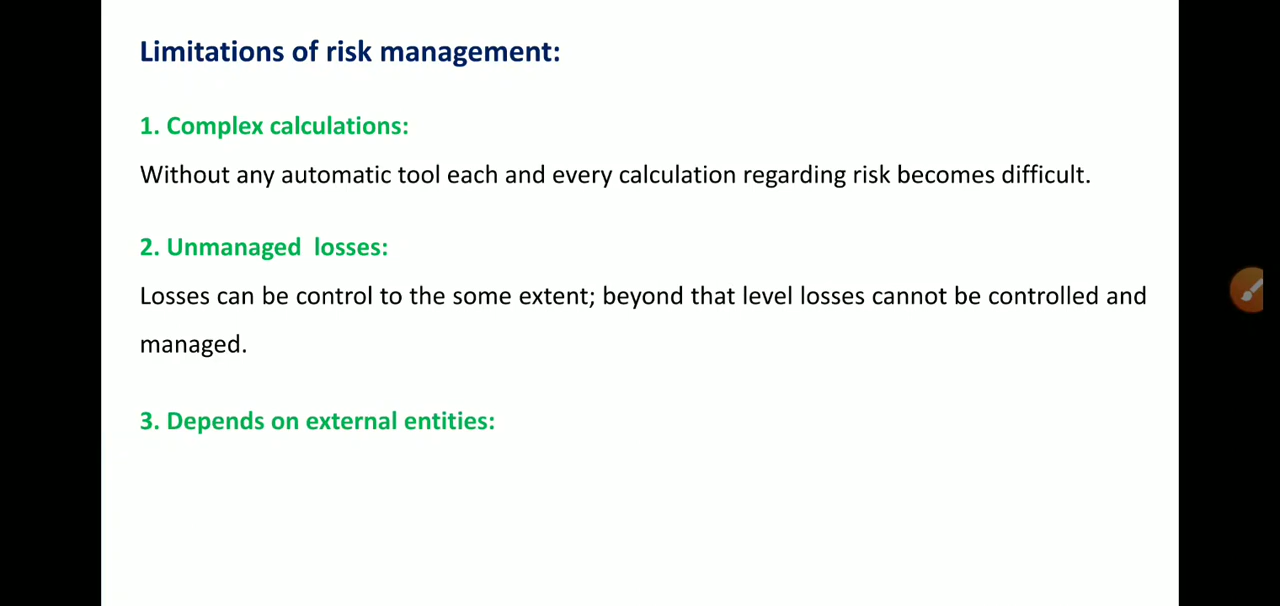 Limitations of risk management:
1. Complex calculations:
Without any automatic tool each and every calculation regarding risk becomes difficult.
2. Unmanaged  losses:
Losses can be control to the some extent; beyond that level losses cannot be controlled and
managed.
3. Depends on external entities: